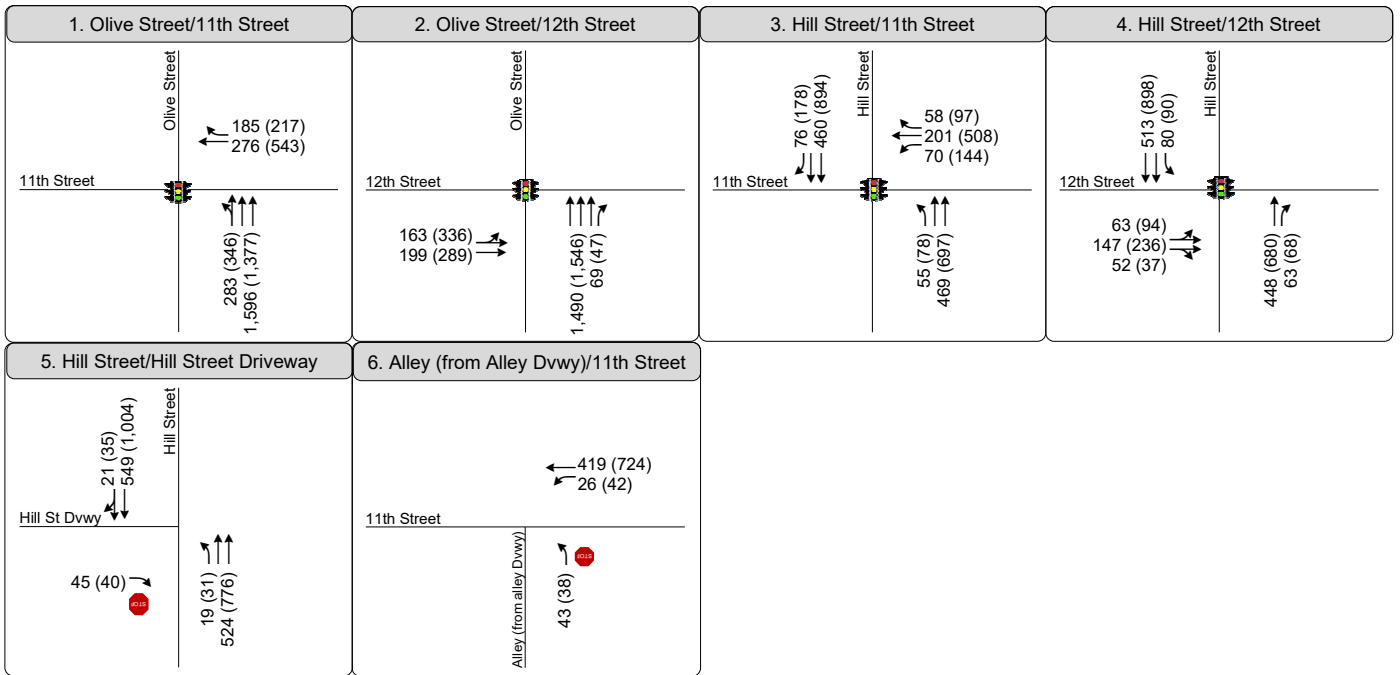 1. Olive Street/11th Street
Olive Street
185 (217)
276 (543)
11th Street
283 (346)
1,596 (1,377)
2. Olive Street/12th Street
Olive Street
12th Street
163 (336)
199 (289)
1,490 (1,546)
69 (47)
3. Hill Street/11th Street
76 (178)
460 (894)
Hill Street
58 (97)
201 (508)
70 (144)
11th Street
55 (78)
469 (697)
4. Hill Street/12th Street
513 (898)
80 (90)
Hill Street
12th Street
63 (94)
147 (236)
52 (37)
448 (680)
63 (68)
5. Hill Street/Hill Street Driveway
21 (35)
549 (1,004)
Hill Street
Hill St Dvwy
45 (40)
STOP
19 (31)
524 (776)
6. Alley (from Alley Dvwy)/11th Street
419 (724)
26 (42)
11th Street
Alley (from alley Dvwy)
43 (38)
STOP